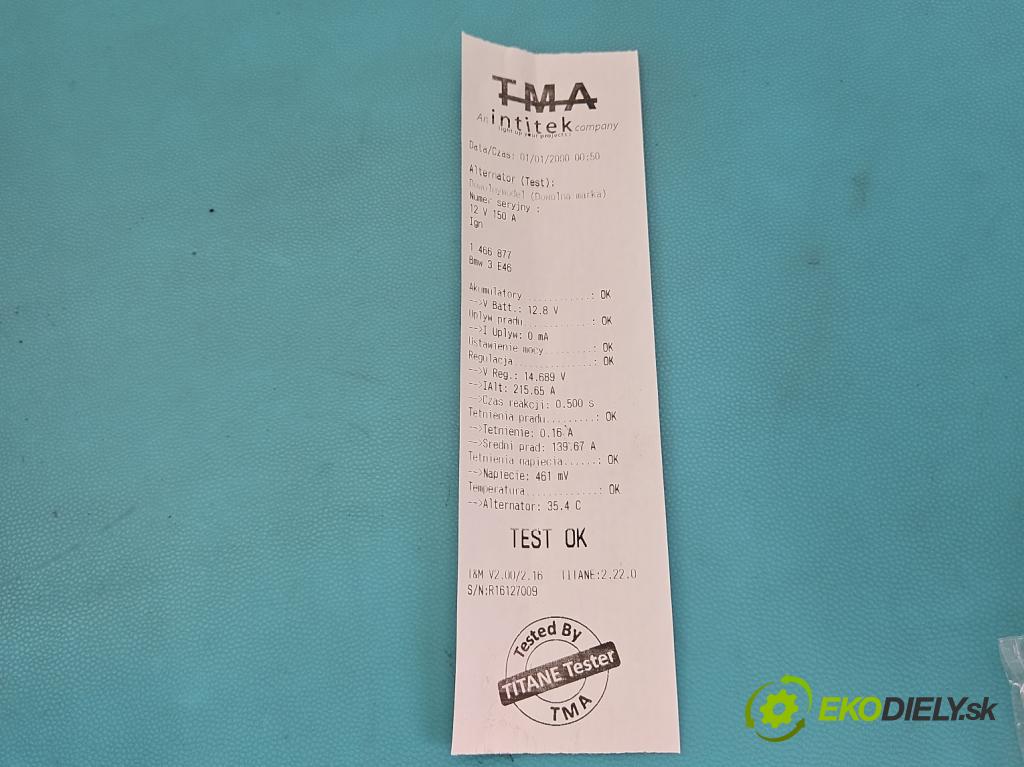 TMA
An intitek company
light up your projects
Data/Czas: 01/01/2000 00:50
Alternator (Test):
Dowolnymodel (Dowolna marka)
Numer seryjny :
12 V 150 A
Ign
1 466 877
Bmw 3 E46
Akumulatory............: OK
-->V Batt.: 12.8 V
Uplyw pradu............: OK
-->I Uplyw: 0 mA
Ustawienie mocy.........: OK
Regulacja...............: OK
-->V Reg.: 14.689 V
-->IAlt: 215.65 A
-->Czas reakcji: 0.500 s
Tetnienia pradu.........: OK
-->Tetnienie: 0.16 A
-->Sredni prad: 139.67 A
Tetnienia napiecia......: OK
-->Napiecie: 461 mV
Temperatura.............: OK
-->Alternator: 35.4 C
TEST OK
T&M V2.00/2.16 TITANE:2.22.0
S/N:R16127009
Tested By
TITANE Tester
TMA
EKODIELY.sk